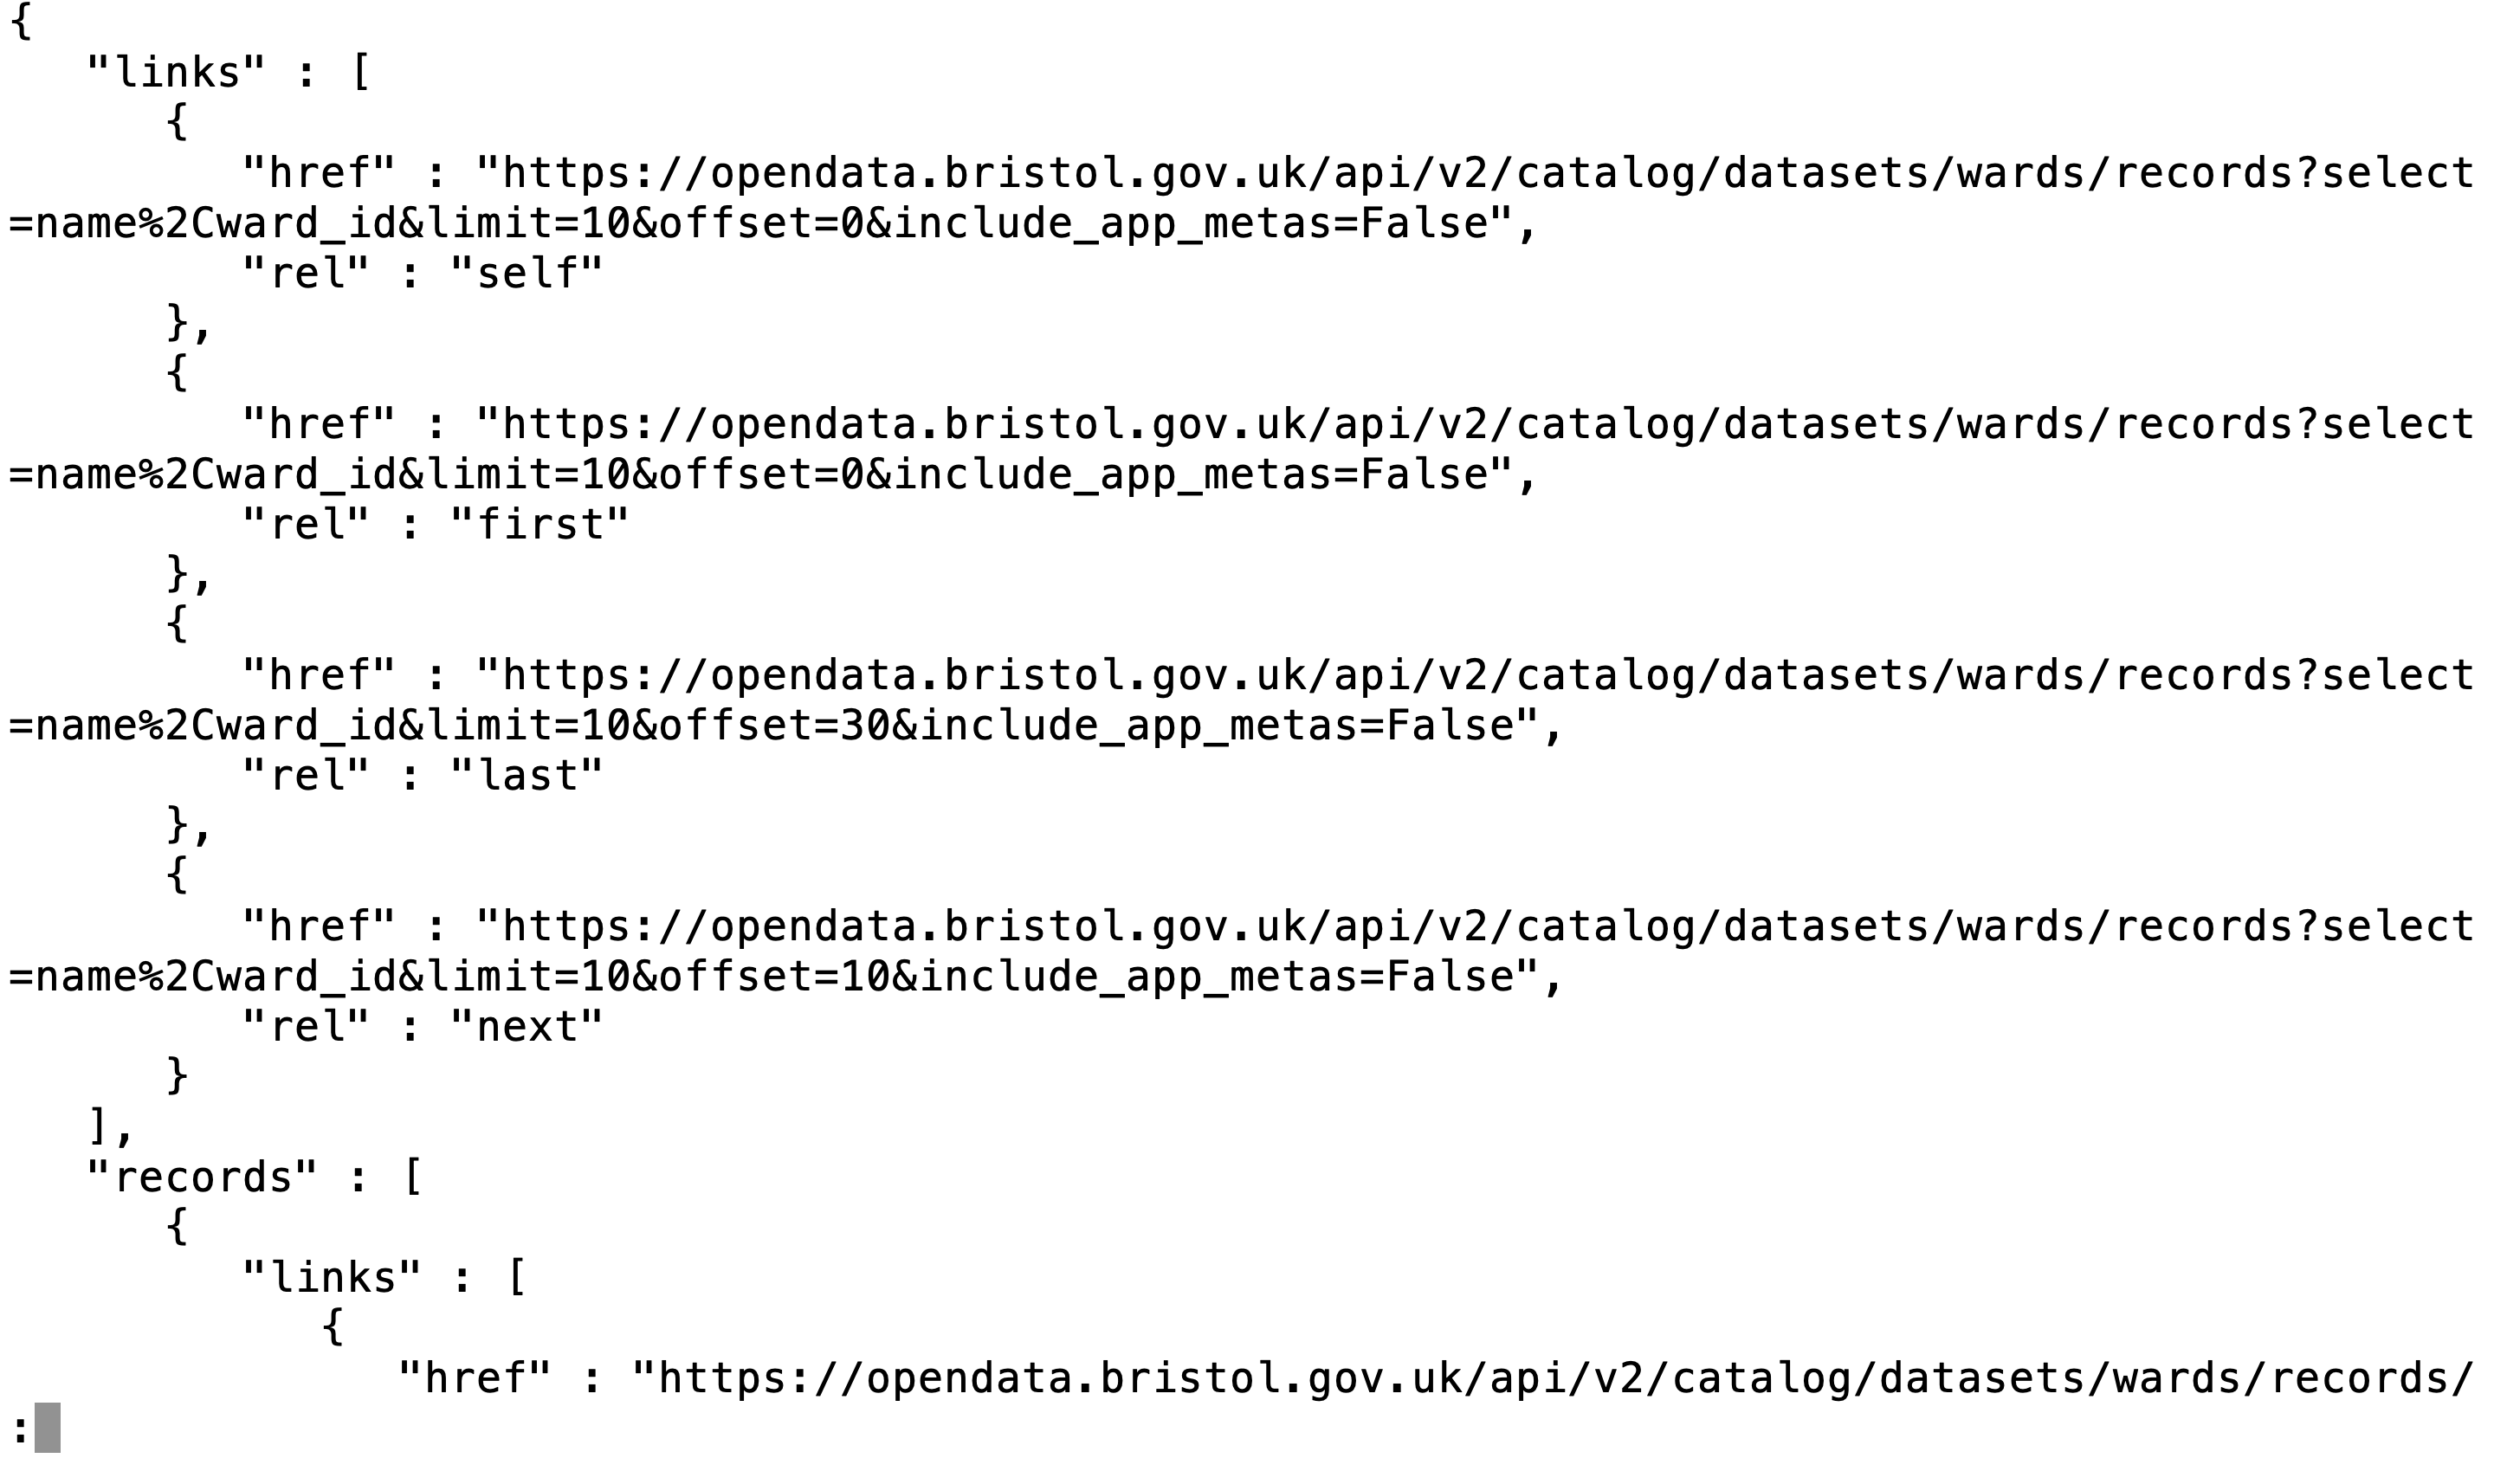 {
   "links" : [
      {
         "href" : "https://opendata.bristol.gov.uk/api/v2/catalog/datasets/wards/records?select
=name%2Cward_id&limit=10&offset=0&include_app_metas=False",
         "rel" : "self"
      },
      {
         "href" : "https://opendata.bristol.gov.uk/api/v2/catalog/datasets/wards/records?select
=name%2Cward_id&limit=10&offset=0&include_app_metas=False",
         "rel" : "first"
      },
      {
         "href" : "https://opendata.bristol.gov.uk/api/v2/catalog/datasets/wards/records?select
=name%2Cward_id&limit=10&offset=30&include_app_metas=False",
         "rel" : "last"
      },
      {
         "href" : "https://opendata.bristol.gov.uk/api/v2/catalog/datasets/wards/records?select
=name%2Cward_id&limit=10&offset=10&include_app_metas=False",
         "rel" : "next"
      }
   ],
   "records" : [
      {
         "links" : [
            {
               "href" : "https://opendata.bristol.gov.uk/api/v2/catalog/datasets/wards/records/
: